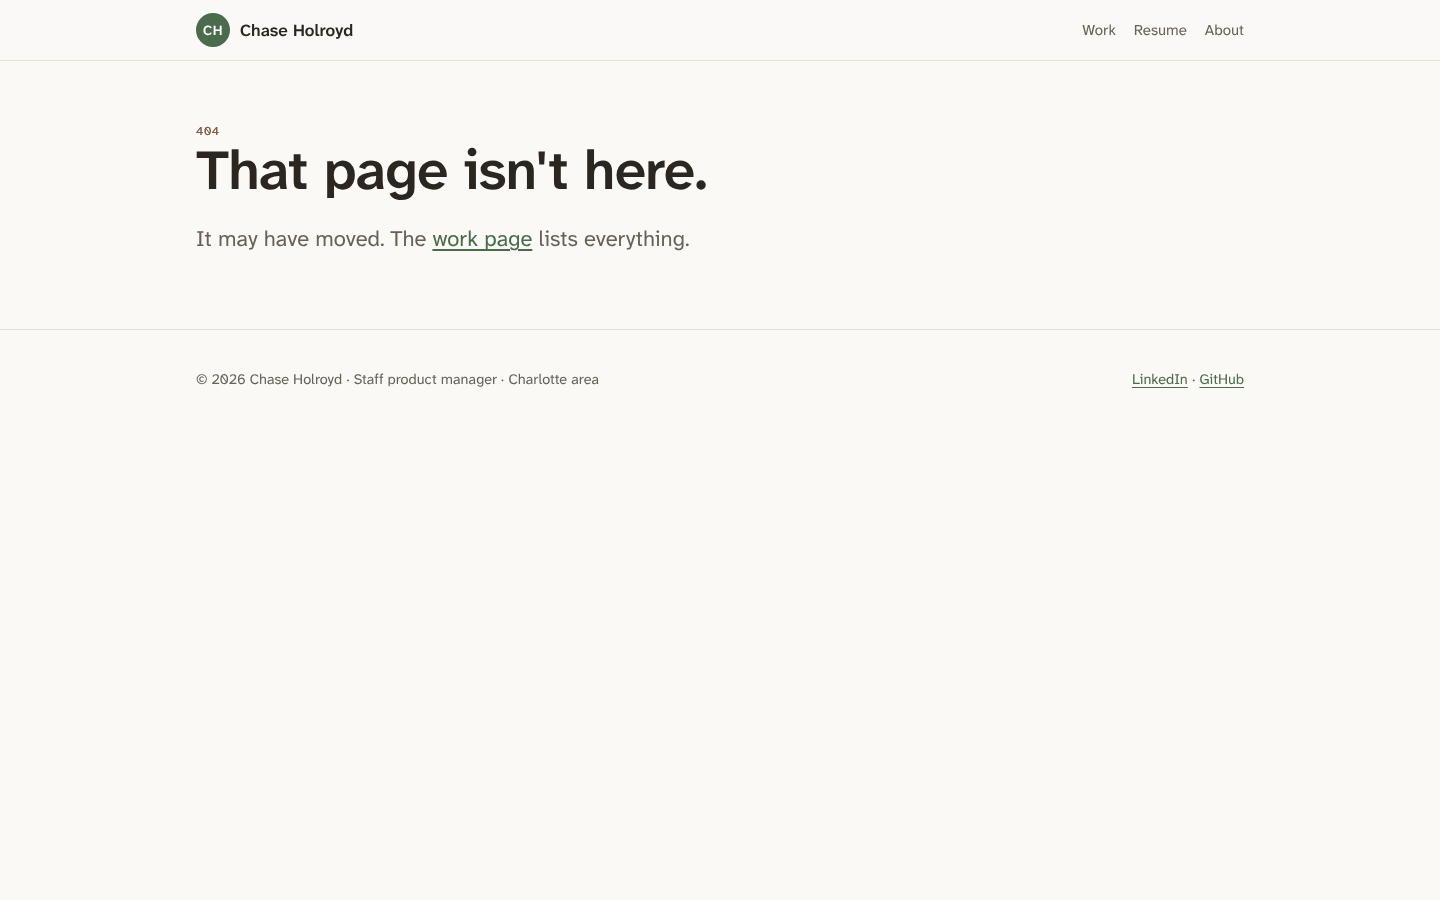 CH Chase Holroyd Work Resume About
404
That page isn't here.
It may have moved. The work page lists everything.
© 2026 Chase Holroyd · Staff product manager · Charlotte area LinkedIn · GitHub